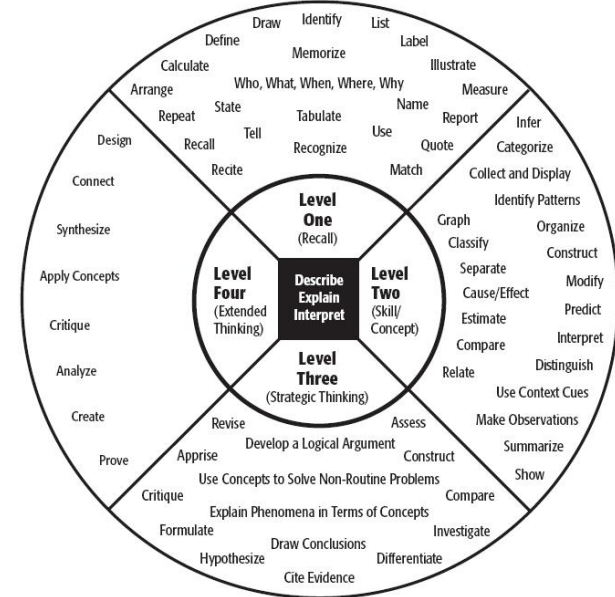 Draw
Identify
List
Define
Label
Memorize
Calculate
Illustrate
Arrange
Who, What, When, Where, Why
Measure
Repeat
State
Tabulate
Name
Report
Recall
Tell
Use
Quote
Recite
Recognize
Match
Level
One
(Recall)
Infer
Categorize
Collect and Display
Identify Patterns
Graph
Organize
Classify
Construct
Separate
Modify
Cause/Effect
Predict
Estimate
Interpret
Compare
Distinguish
Relate
Use Context Cues
Make Observations
Summarize
Show
Level
Two
(Skill/
Concept)
Describe
Explain
Interpret
Level
Three
(Strategic Thinking)
Revise
Assess
Develop a Logical Argument
Apprise
Construct
Use Concepts to Solve Non-Routine Problems
Critique
Compare
Explain Phenomena in Terms of Concepts
Formulate
Investigate
Draw Conclusions
Hypothesize
Differentiate
Cite Evidence
Level
Four
(Extended
Thinking)
Design
Connect
Synthesize
Apply Concepts
Critique
Analyze
Create
Prove